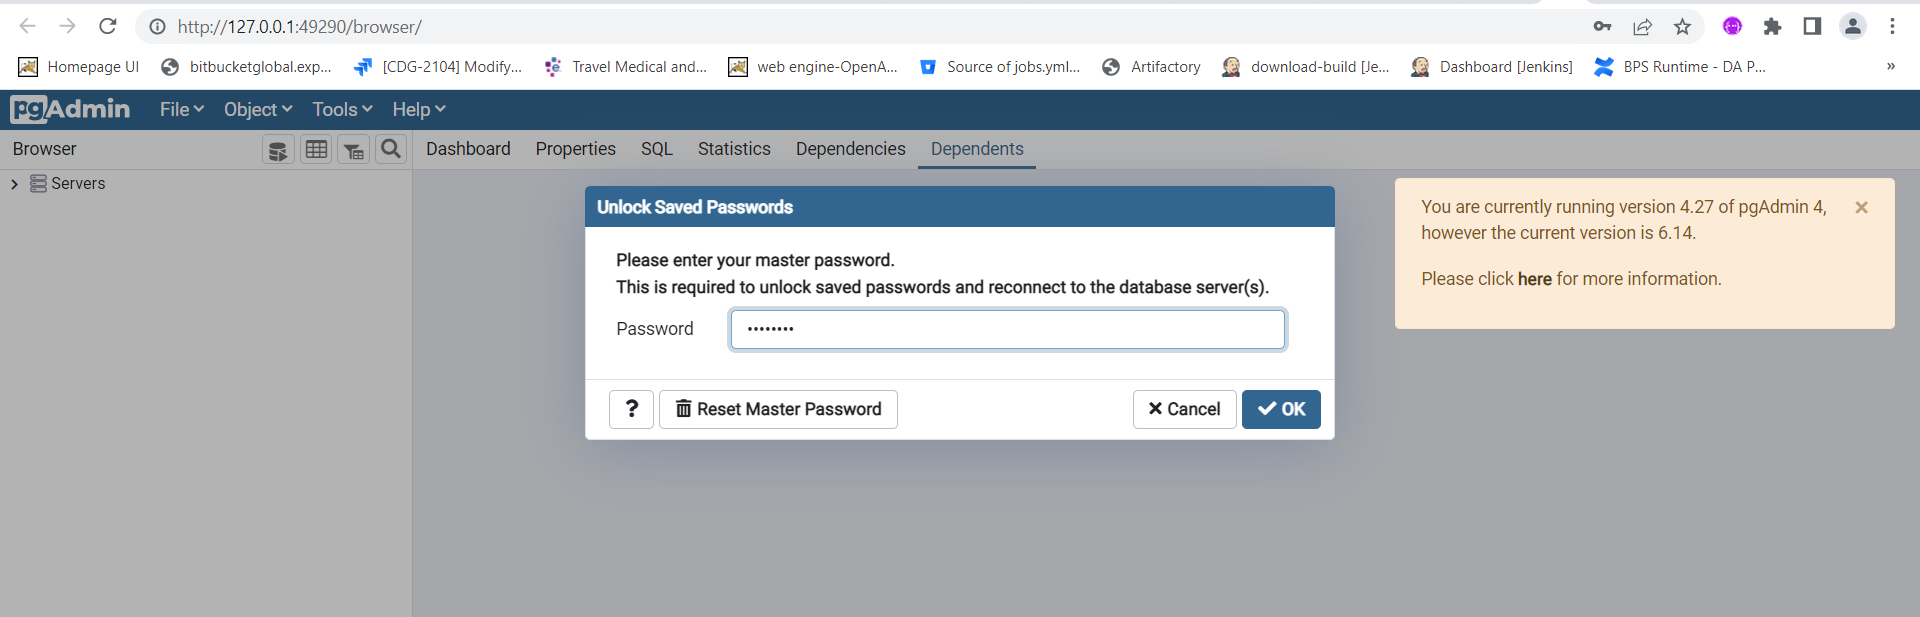 http://127.0.0.1:49290/browser/
Homepage UI bitbucketglobal.exp... [CDG-2104] Modify,... Travel Medical and... web engine-OpenA... Source of jobs.yml,... Artifactory download-build [Je... Dashboard [Jenkins] BPS Runtime - DA P... »
pgAdmin File Object Tools Help
Browser Dashboard Properties SQL Statistics Dependencies Dependents
Servers
Unlock Saved Passwords
Please enter your master password.
This is required to unlock saved passwords and reconnect to the database server(s).
Password ••••••••
? Reset Master Password Cancel OK
You are currently running version 4.27 of pgAdmin 4,
however the current version is 6.14.
Please click here for more information.